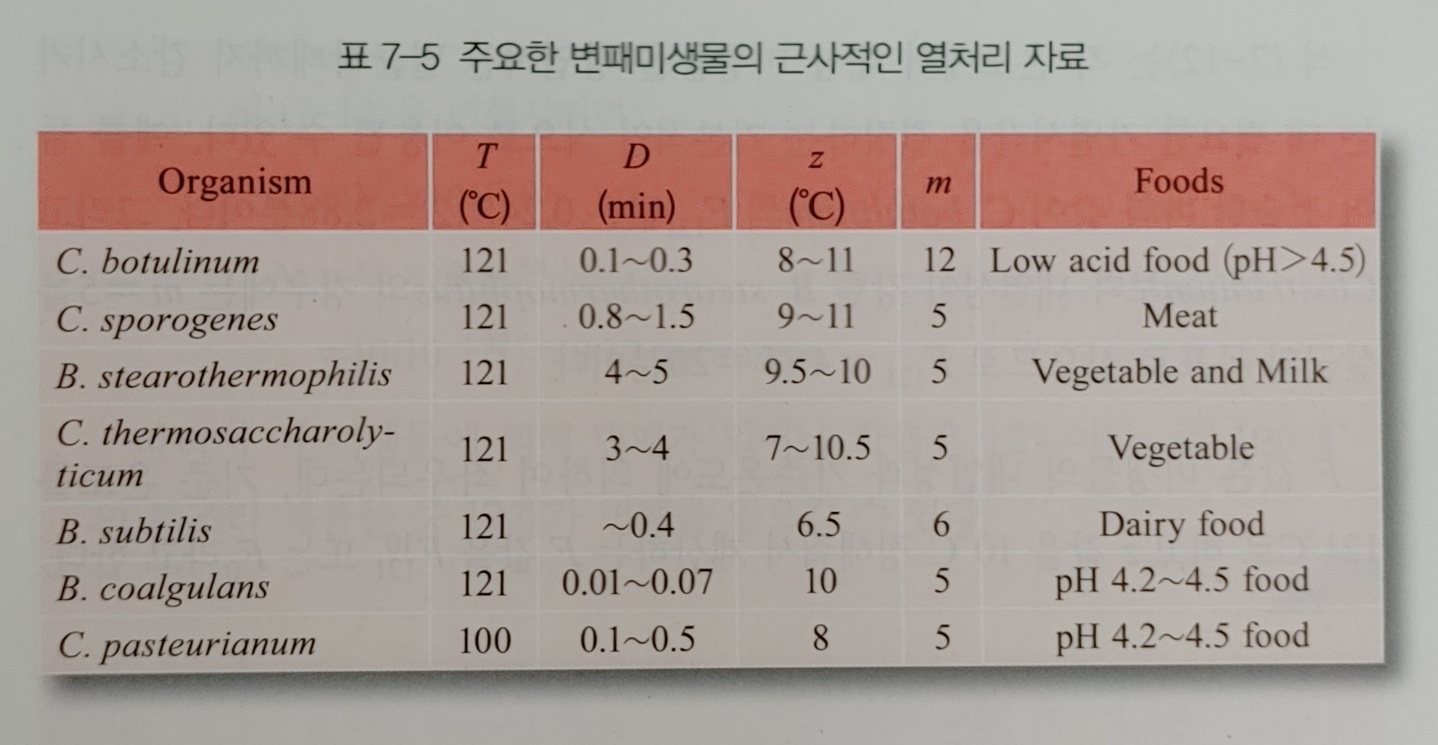 표 7–5 주요한 변패미생물의 근사적인 열처리 자료
Organism T (℃) D (min) z (℃) m Foods
C. botulinum 121 0.1~0.3 8~11 12 Low acid food (pH>4.5)
C. sporogenes 121 0.8~1.5 9~11 5 Meat
B. stearothermophilis 121 4~5 9.5~10 5 Vegetable and Milk
C. thermosaccharoly-
ticum 121 3~4 7~10.5 5 Vegetable
B. subtilis 121 ~0.4 6.5 6 Dairy food
B. coalgulans 121 0.01~0.07 10 5 pH 4.2~4.5 food
C. pasteurianum 100 0.1~0.5 8 5 pH 4.2~4.5 food